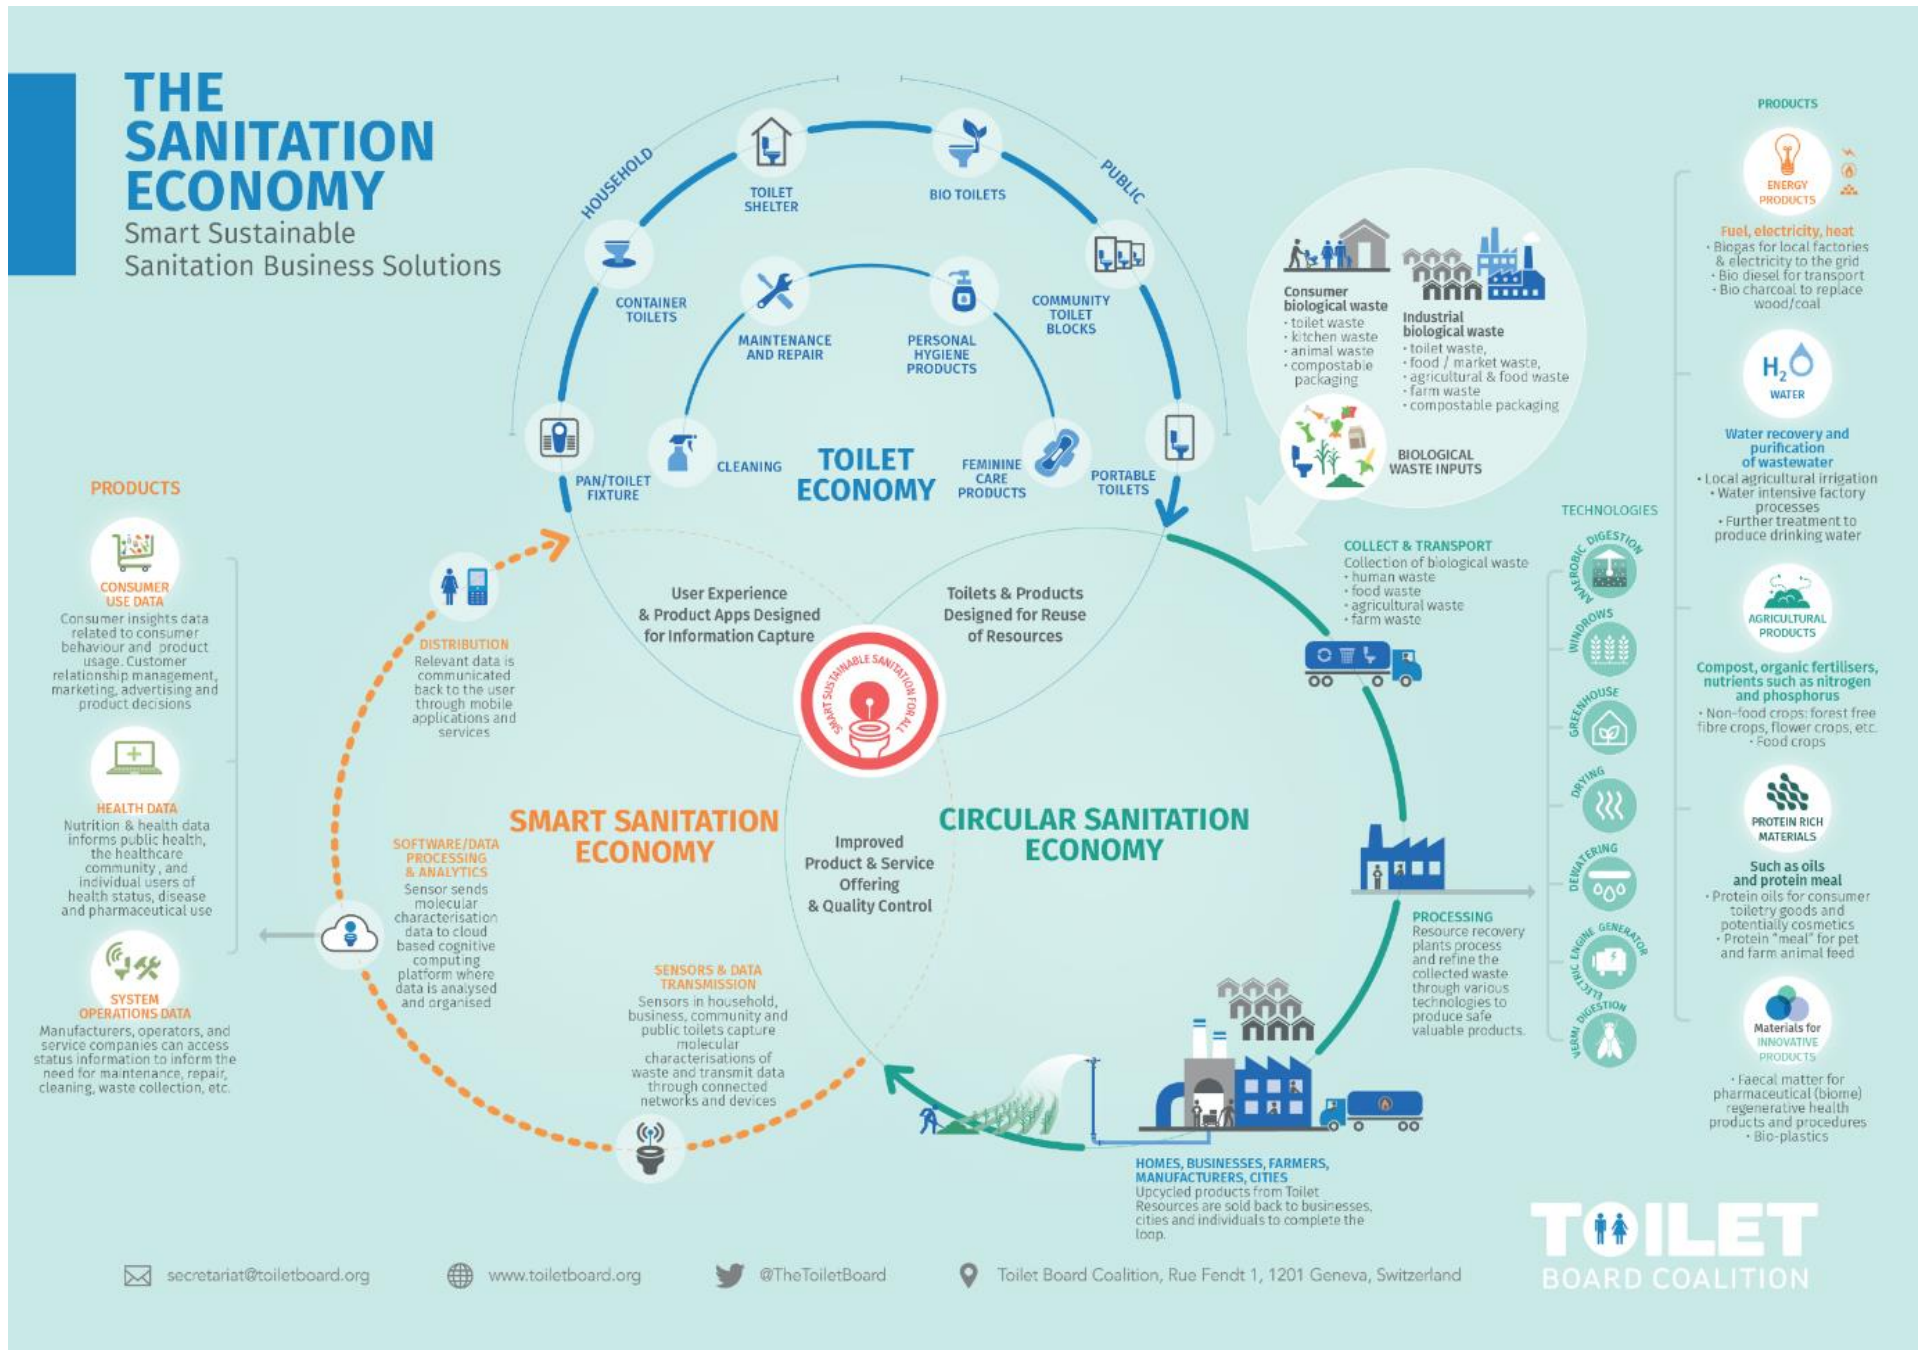 THE
SANITATION
ECONOMY
Smart Sustainable
Sanitation Business Solutions
HOUSEHOLD
PUBLIC
TOILET
SHELTER
BIO TOILETS
CONTAINER
TOILETS
COMMUNITY
TOILET
BLOCKS
MAINTENANCE
AND REPAIR
PERSONAL
HYGIENE
PRODUCTS
PAN/TOILET
FIXTURE
CLEANING
TOILET
ECONOMY
FEMININE
CARE
PRODUCTS
PORTABLE
TOILETS
User Experience
& Product Apps Designed
for Information Capture
Toilets & Products
Designed for Reuse
of Resources
SMART SUSTAINABLE SANITATION FOR ALL
Improved
Product & Service
Offering
& Quality Control
SMART SANITATION
ECONOMY
CIRCULAR SANITATION
ECONOMY
PRODUCTS
CONSUMER
USE DATA
Consumer insights data
related to consumer
behaviour and product
usage. Customer
relationship management,
marketing, advertising and
product decisions
HEALTH DATA
Nutrition & health data
informs public health,
the healthcare
community , and
individual users of
health status, disease
and pharmaceutical use
SYSTEM
OPERATIONS DATA
Manufacturers, operators, and
service companies can access
status information to inform the
need for maintenance, repair,
cleaning, waste collection, etc.
DISTRIBUTION
Relevant data is
communicated
back to the user
through mobile
applications and
services
SOFTWARE/DATA
PROCESSING
& ANALYTICS
Sensor sends
molecular
characterisation
data to cloud
based cognitive
computing
platform where
data is analysed
and organised
SENSORS & DATA
TRANSMISSION
Sensors in household,
business, community and
public toilets capture
molecular
characterisations of
waste and transmit data
through connected
networks and devices
Consumer
biological waste
· toilet waste
· kitchen waste
· animal waste
· compostable
packaging
Industrial
biological waste
· toilet waste,
· food / market waste,
· agricultural & food waste
· farm waste
· compostable packaging
BIOLOGICAL
WASTE INPUTS
COLLECT & TRANSPORT
Collection of biological waste
· human waste
· food waste
· agricultural waste
· farm waste
PROCESSING
Resource recovery
plants process
and refine the
collected waste
through various
technologies to
produce safe
valuable products.
HOMES, BUSINESSES, FARMERS,
MANUFACTURERS, CITIES
Upcycled products from Toilet
Resources are sold back to businesses,
cities and individuals to complete the
loop.
TECHNOLOGIES
ANAEROBIC DIGESTION
WINDROWS
GREENHOUSE
DRYING
DEWATERING
ELECTRIC ENGINE GENERATOR
VERMI DIGESTION
PRODUCTS
ENERGY
PRODUCTS
Fuel, electricity, heat
· Biogas for local factories
& electricity to the grid
· Bio diesel for transport
· Bio charcoal to replace
wood/coal
H2O
WATER
Water recovery and
purification
of wastewater
· Local agricultural irrigation
· Water intensive factory
processes
· Further treatment to
produce drinking water
AGRICULTURAL
PRODUCTS
Compost, organic fertilisers,
nutrients such as nitrogen
and phosphorus
· Non-food crops: forest free
fibre crops, flower crops, etc.
· Food crops
PROTEIN RICH
MATERIALS
Such as oils
and protein meal
· Protein oils for consumer
toiletry goods and
potentially cosmetics
· Protein "meal" for pet
and farm animal feed
Materials for
INNOVATIVE
PRODUCTS
· Faecal matter for
pharmaceutical (biome)
regenerative health
products and procedures
· Bio-plastics
secretariat@toiletboard.org
www.toiletboard.org
@TheToiletBoard
Toilet Board Coalition, Rue Fendt 1, 1201 Geneva, Switzerland
TOILET
BOARD COALITION